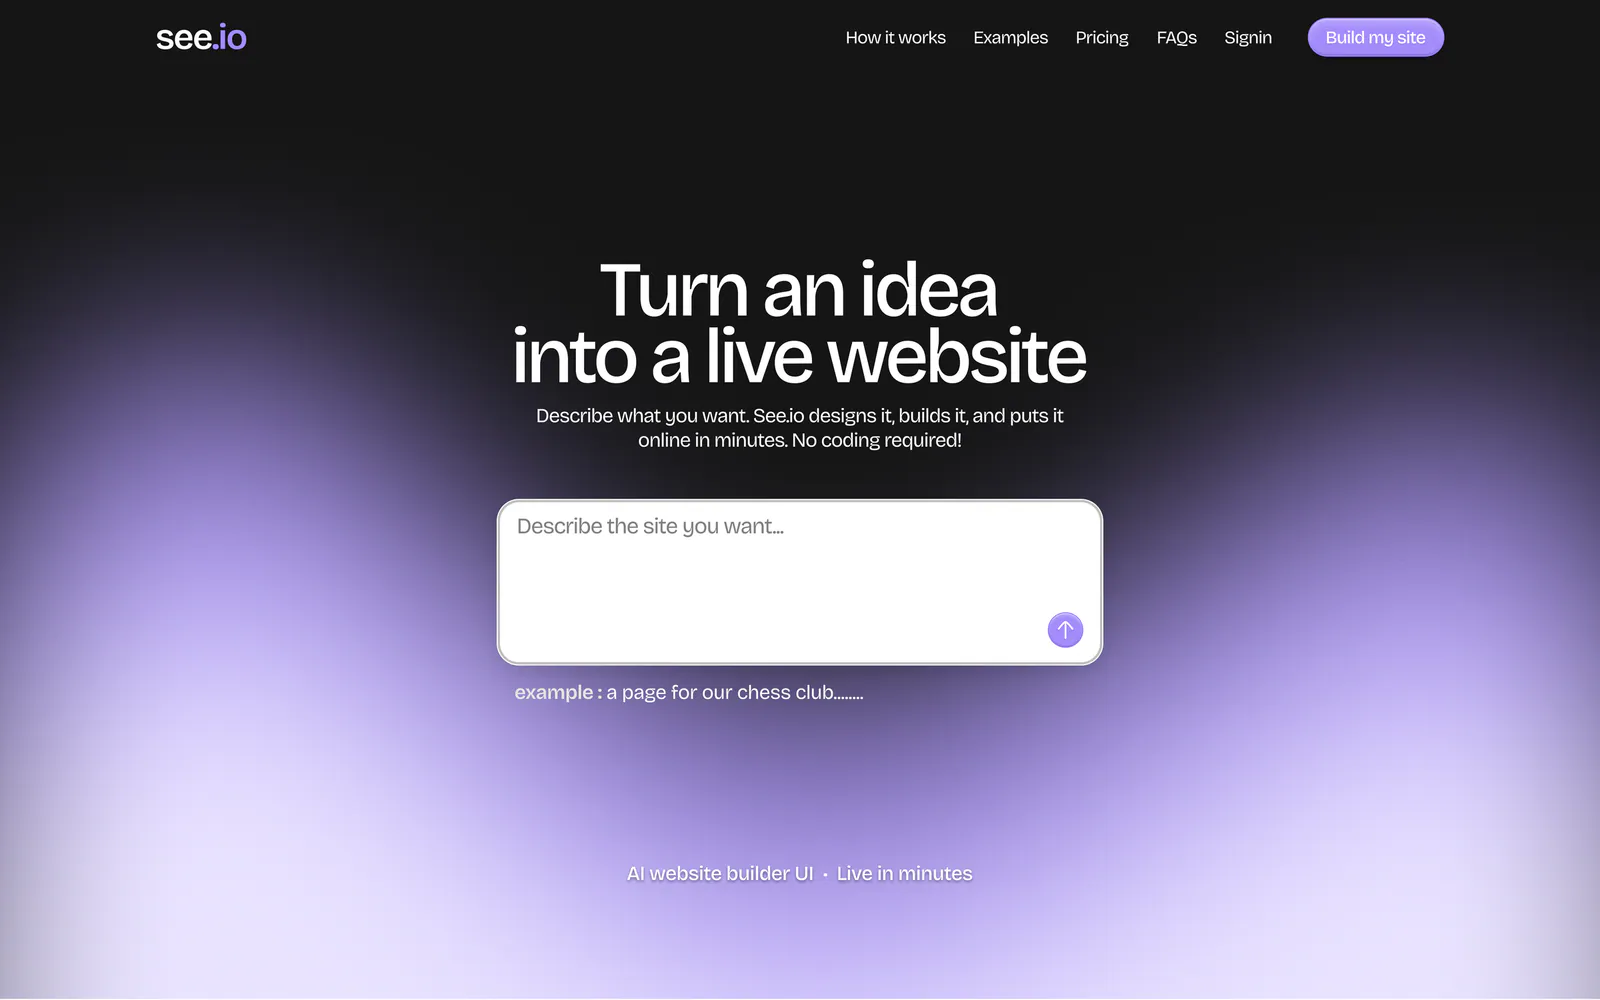 see.io
How it works
Examples
Pricing
FAQs
Signin
Build my site
Turn an idea
into a live website
Describe what you want. See.io designs it, builds it, and puts it
online in minutes. No coding required!
Describe the site you want...
example : a page for our chess club........
AI website builder UI • Live in minutes